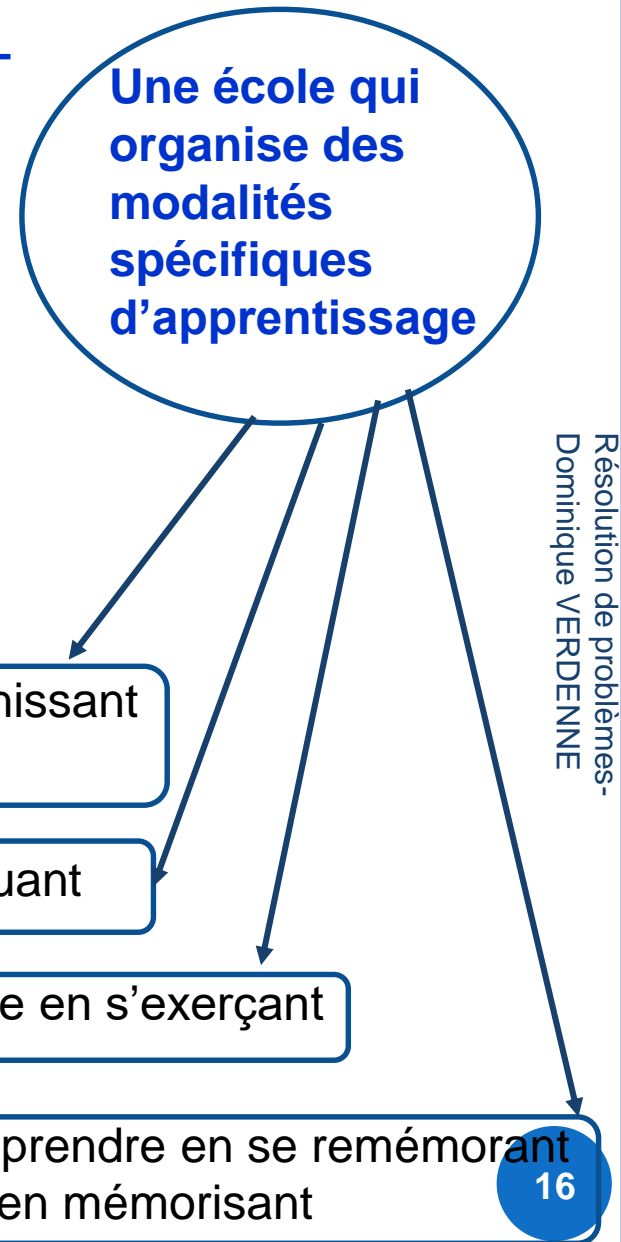 Une école qui
organise des
modalités
spécifiques
d’apprentissage
Résolution de problèmes-
Dominique VERDENNE
nissant
uant
e en s’exerçant
prendre en se remémorant
en mémorisant
16